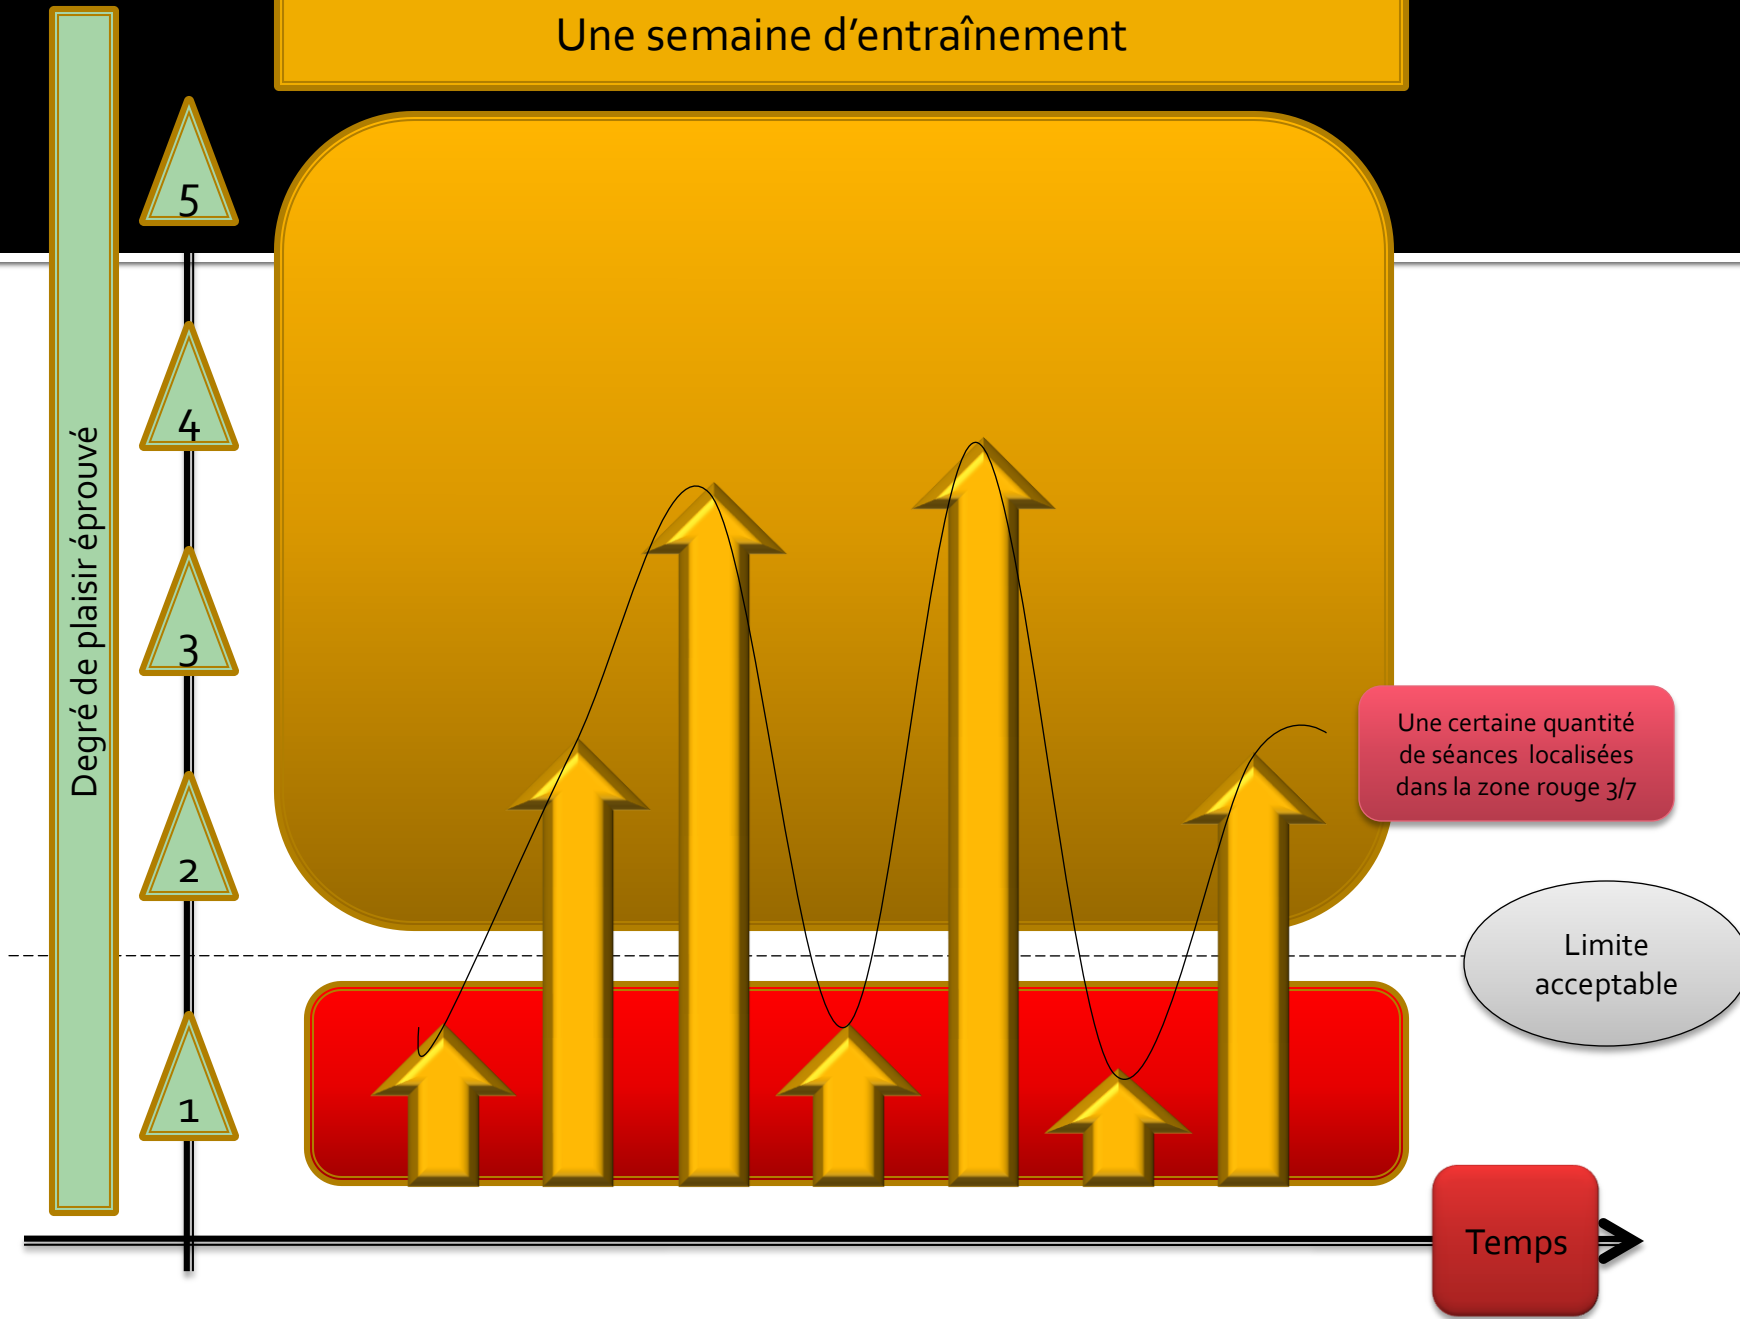 Une semaine d'entraînement
Degré de plaisir éprouvé
5
4
3
2
1
Une certaine quantité
de séances localisées
dans la zone rouge 3/7
Limite
acceptable
Temps